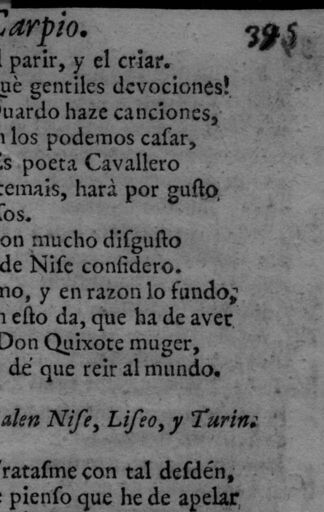 Carpio. 395
l parir, y el criar.
uè gentiles devociones!
uardo haze canciones,
n los podemos caſar,
Es poeta Cavallero
temais, harà por guſto
ſos.
on mucho diſguſto
de Niſe conſidero.
mo, y en razon lo fundo,
n eſto da, que ha de aver
Don Quixote muger,
dé que reir al mundo.
alen Niſe, Liſeo, y Turin.
rataſme con tal deſdén,
e pienſo que he de apelar